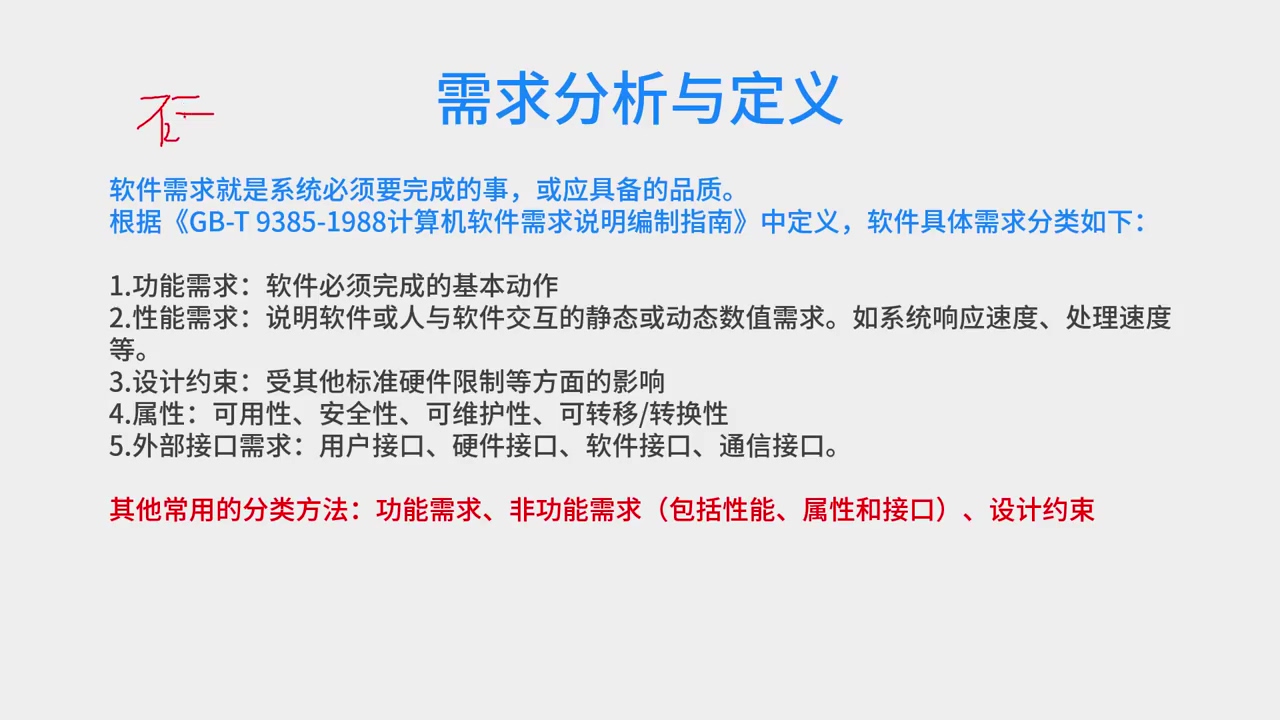 需求分析与定义
软件需求就是系统必须要完成的事，或应具备的品质。
根据《GB-T 9385-1988计算机软件需求说明编制指南》中定义，软件具体需求分类如下：
1.功能需求：软件必须完成的基本动作
2.性能需求：说明软件或人与软件交互的静态或动态数值需求。如系统响应速度、处理速度
等。
3.设计约束：受其他标准硬件限制等方面的影响
4.属性：可用性、安全性、可维护性、可转移/转换性
5.外部接口需求：用户接口、硬件接口、软件接口、通信接口。
其他常用的分类方法：功能需求、非功能需求（包括性能、属性和接口）、设计约束